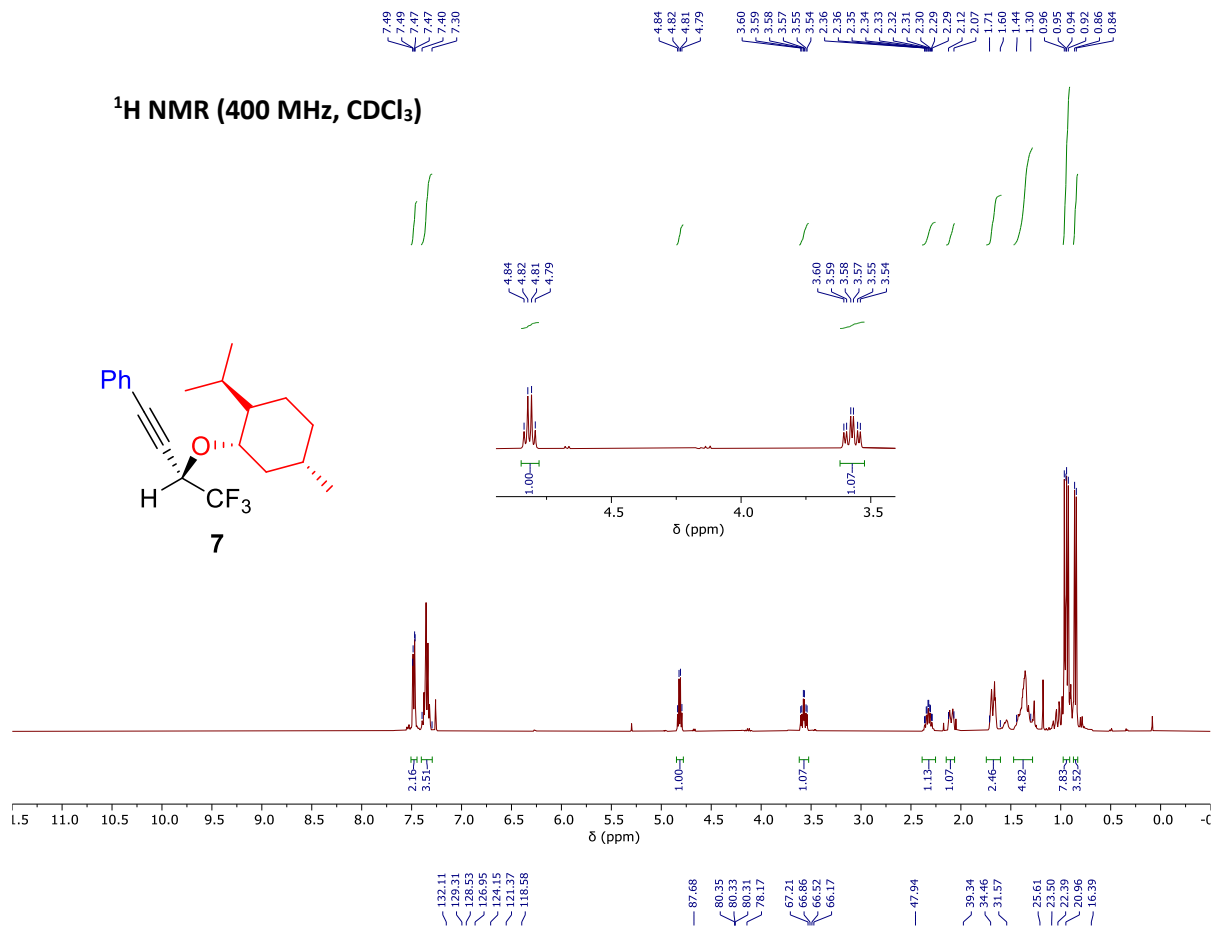 7.49 7.49 7.47 7.47 7.40 7.30 4.84 4.82 4.81 4.79 3.60 3.59 3.58 3.57 3.55 3.54 2.36 2.36 2.35 2.34 2.33 2.32 2.31 2.30 2.29 2.29 2.12 2.07 1.71 1.60 1.44 1.30 0.96 0.95 0.94 0.92 0.86 0.84
¹H NMR (400 MHz, CDCl₃)
4.84 4.82 4.81 4.79 3.60 3.59 3.58 3.57 3.55 3.54
Ph
O
H
CF₃
7
1.00 1.07
4.5 4.0 3.5
δ (ppm)
2.16 3.51 1.00 1.07 1.13 1.07 2.46 4.82 7.83 3.52
1.5 11.0 10.5 10.0 9.5 9.0 8.5 8.0 7.5 7.0 6.5 6.0 5.5 5.0 4.5 4.0 3.5 3.0 2.5 2.0 1.5 1.0 0.5 0.0 -0
δ (ppm)
132.11 129.31 128.53 126.95 124.15 121.37 118.58 87.68 80.35 80.33 80.31 78.17 67.21 66.86 66.52 66.17 47.94 39.34 34.46 31.57 25.61 23.50 22.39 20.96 16.39